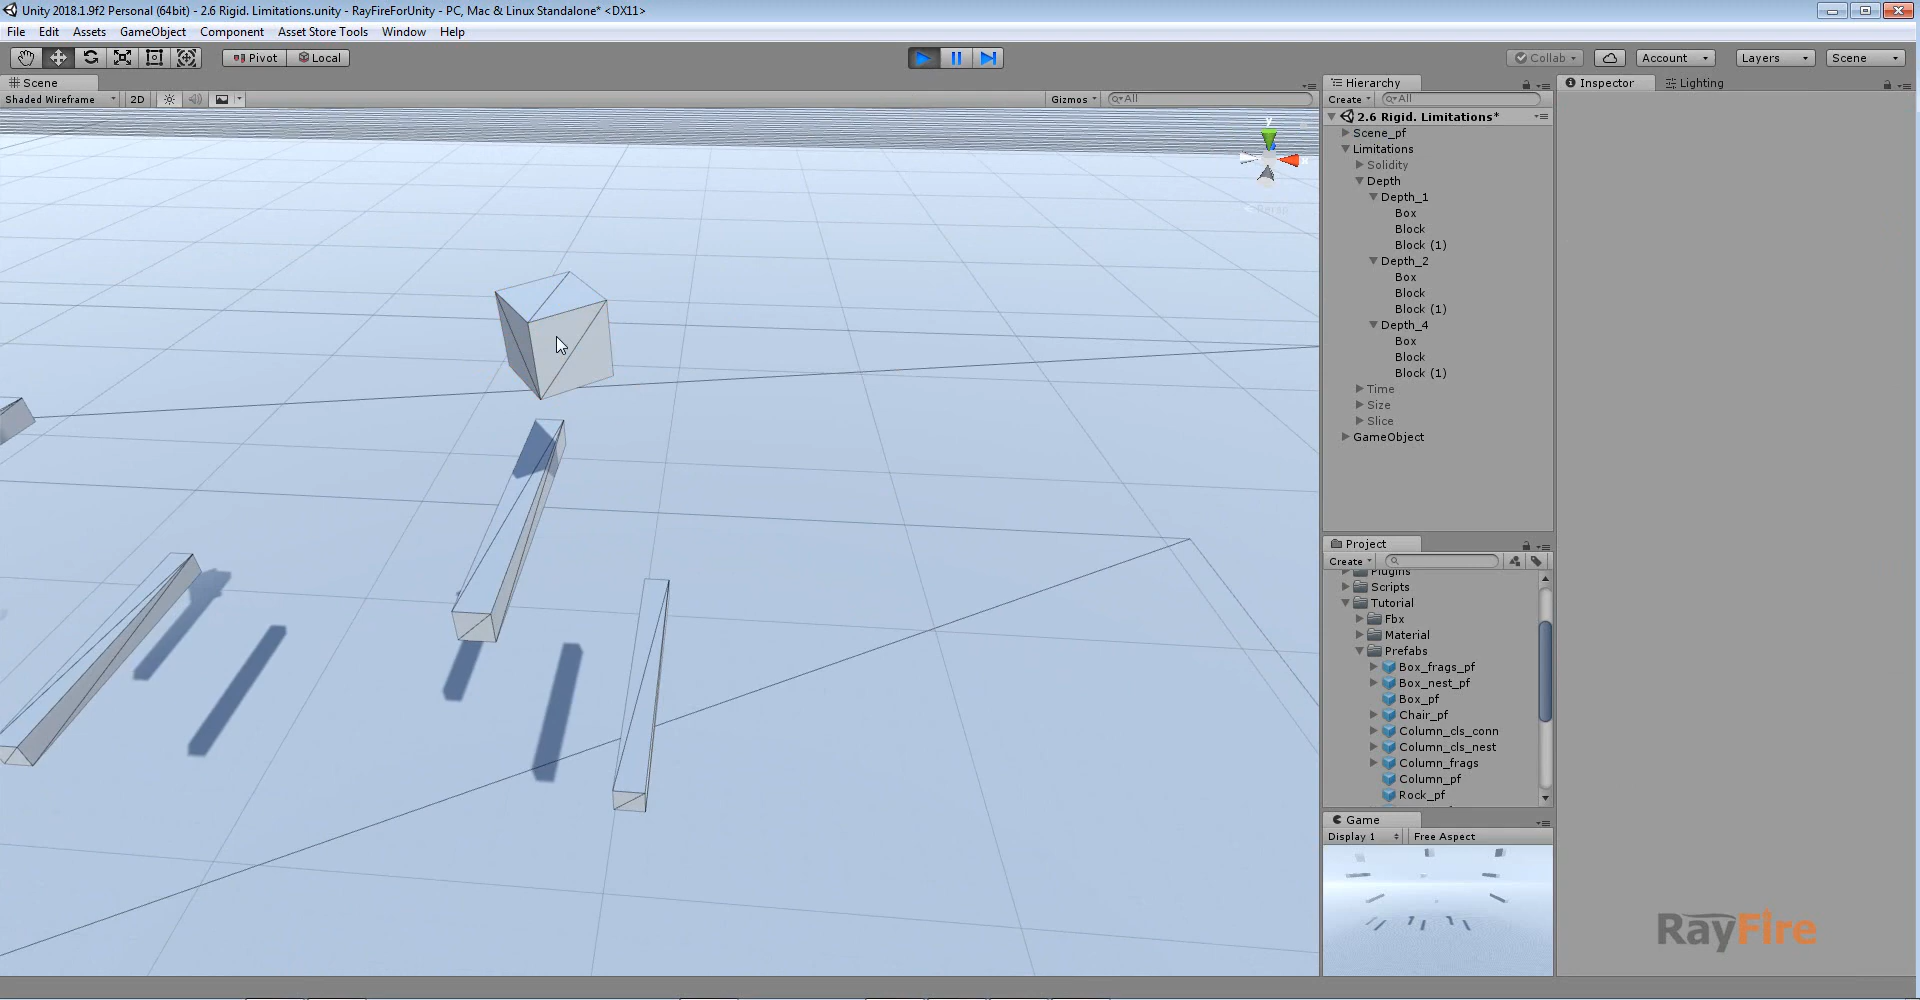 Unity 2018.1.9f2 Personal (64bit) - 2.6 Rigid. Limitations.unity - RayFireForUnity - PC, Mac & Linux Standalone* <DX11>
File Edit Assets GameObject Component Asset Store Tools Window Help
Pivot Local Collab Account Layers Scene
Scene
Shaded Wireframe 2D Gizmos All
y
x
Persp
Hierarchy
Create All
2.6 Rigid. Limitations*
Scene_pf
Limitations
Solidity
Depth
Depth_1
Box
Block
Block (1)
Depth_2
Box
Block
Block (1)
Depth_4
Box
Block
Block (1)
Time
Size
Slice
GameObject
Inspector Lighting
Project
Create
Plugins
Scripts
Tutorial
Fbx
Material
Prefabs
Box_frags_pf
Box_nest_pf
Box_pf
Chair_pf
Column_cls_conn
Column_cls_nest
Column_frags
Column_pf
Rock_pf
Game
Display 1 Free Aspect
RayFire